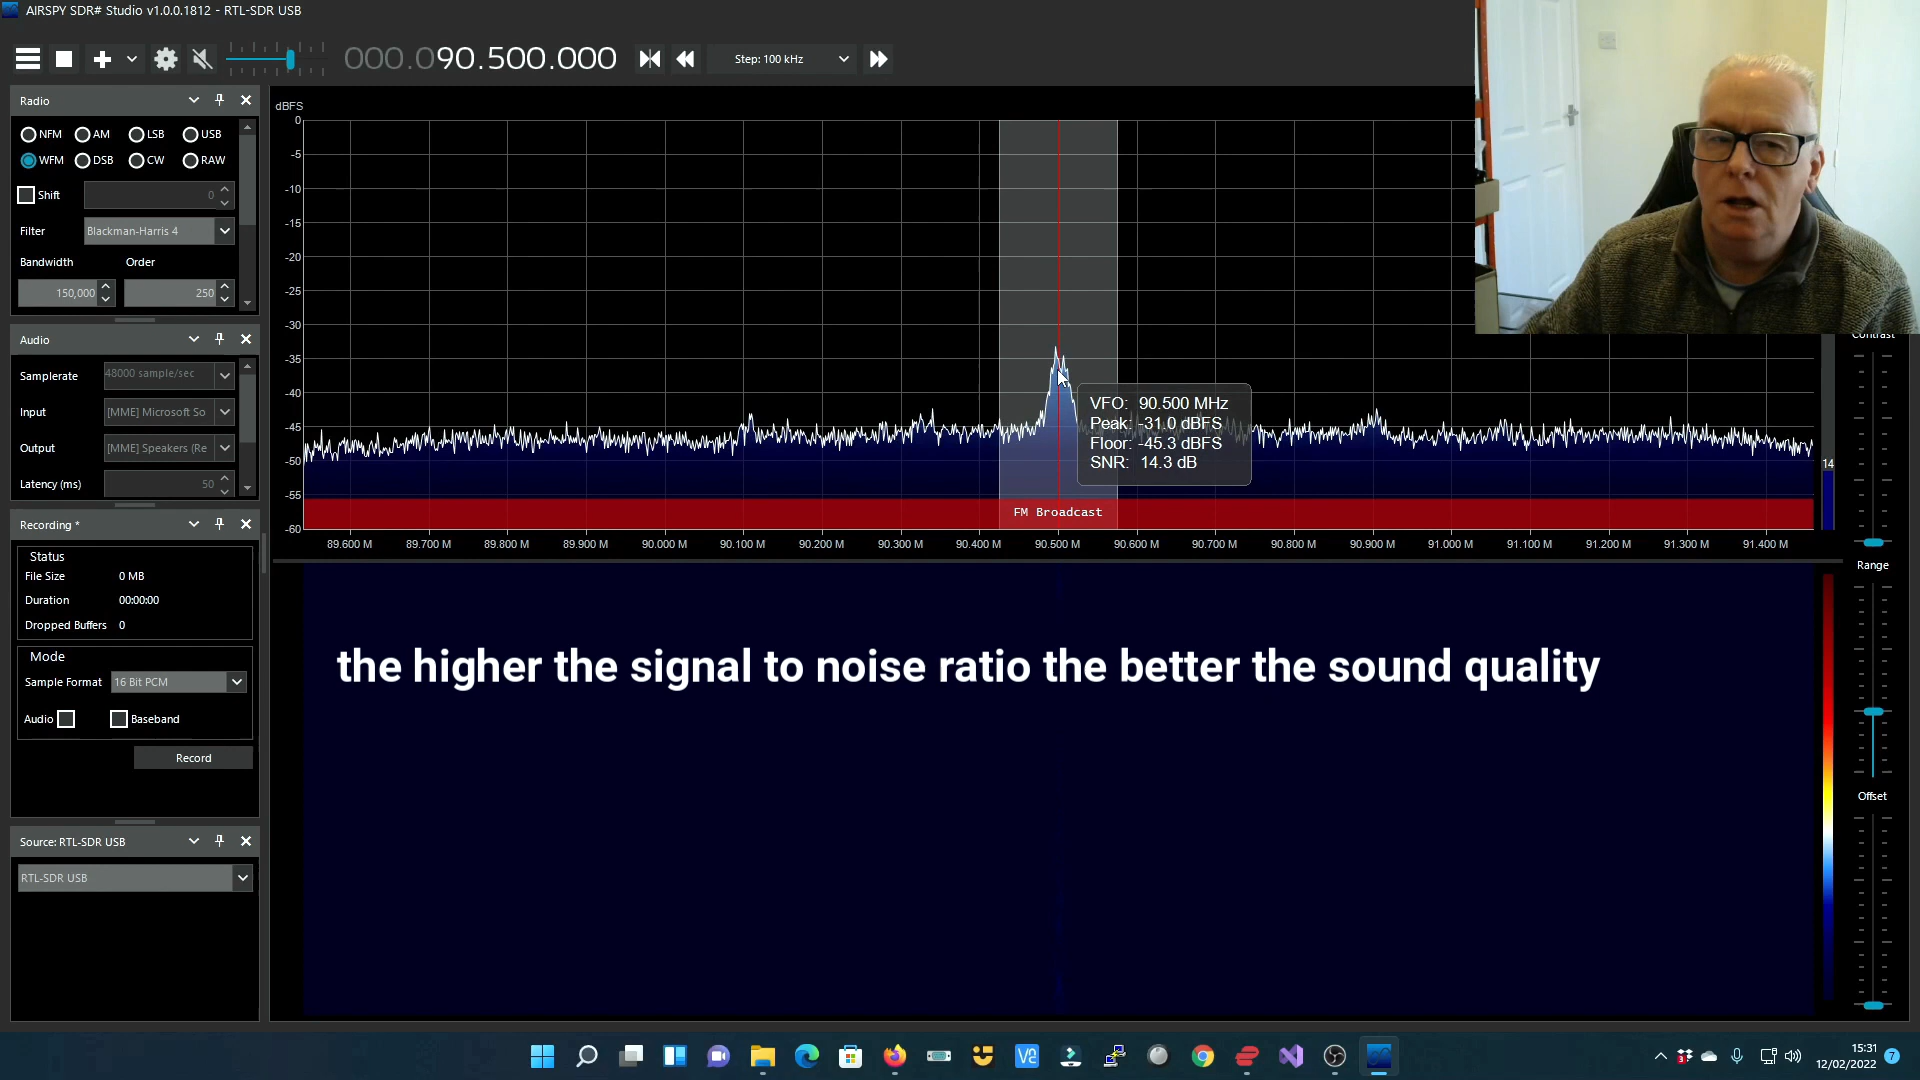 AIRSPY SDR# Studio v1.0.0.1812 - RTL-SDR USB
000.090.500.000
Step: 100 kHz
Radio
NFM AM LSB USB
WFM DSB CW RAW
Shift 0
Filter Blackman-Harris 4
Bandwidth Order
150,000 250
Audio
Samplerate 48000 sample/sec
Input [MME] Microsoft So
Output [MME] Speakers (Re
Latency (ms) 50
Recording *
Status
File Size 0 MB
Duration 00:00:00
Dropped Buffers 0
Mode
Sample Format 16 Bit PCM
Audio Baseband
Record
Source: RTL-SDR USB
RTL-SDR USB
dBFS
0
-5
-10
-15
-20
-25
-30
-35
-40
-45
-50
-55
-60
VFO: 90.500 MHz
Peak: -31.0 dBFS
Floor: -45.3 dBFS
SNR: 14.3 dB
14
FM Broadcast
89.600 M 89.700 M 89.800 M 89.900 M 90.000 M 90.100 M 90.200 M 90.300 M 90.400 M 90.500 M 90.600 M 90.700 M 90.800 M 90.900 M 91.000 M 91.100 M 91.200 M 91.300 M 91.400 M
Contrast
Range
Offset
the higher the signal to noise ratio the better the sound quality
V2
15:31
12/02/2022
7